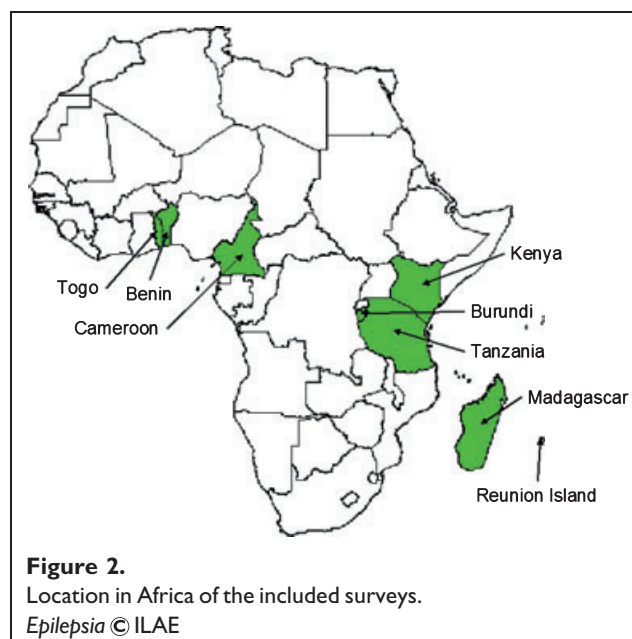 Togo
Benin
Cameroon
Kenya
Burundi
Tanzania
Madagascar
Reunion Island
Figure 2.
Location in Africa of the included surveys.
Epilepsia © ILAE